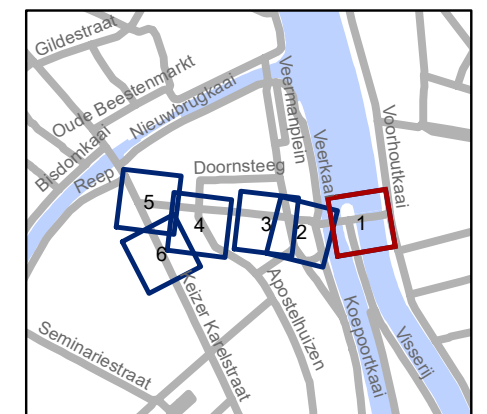 Gildestraat
Oude Beestenmarkt
Nieuwbrugkaai
Bisdomkaai
Reep
Veermanplein
Voorhoutkaai
Veerkaa
Doornsteeg
5
4
3
2
1
6
Keizer Karelstraat
Apostelhuizen
Koepoortkaai
Visserij
Seminariestraat